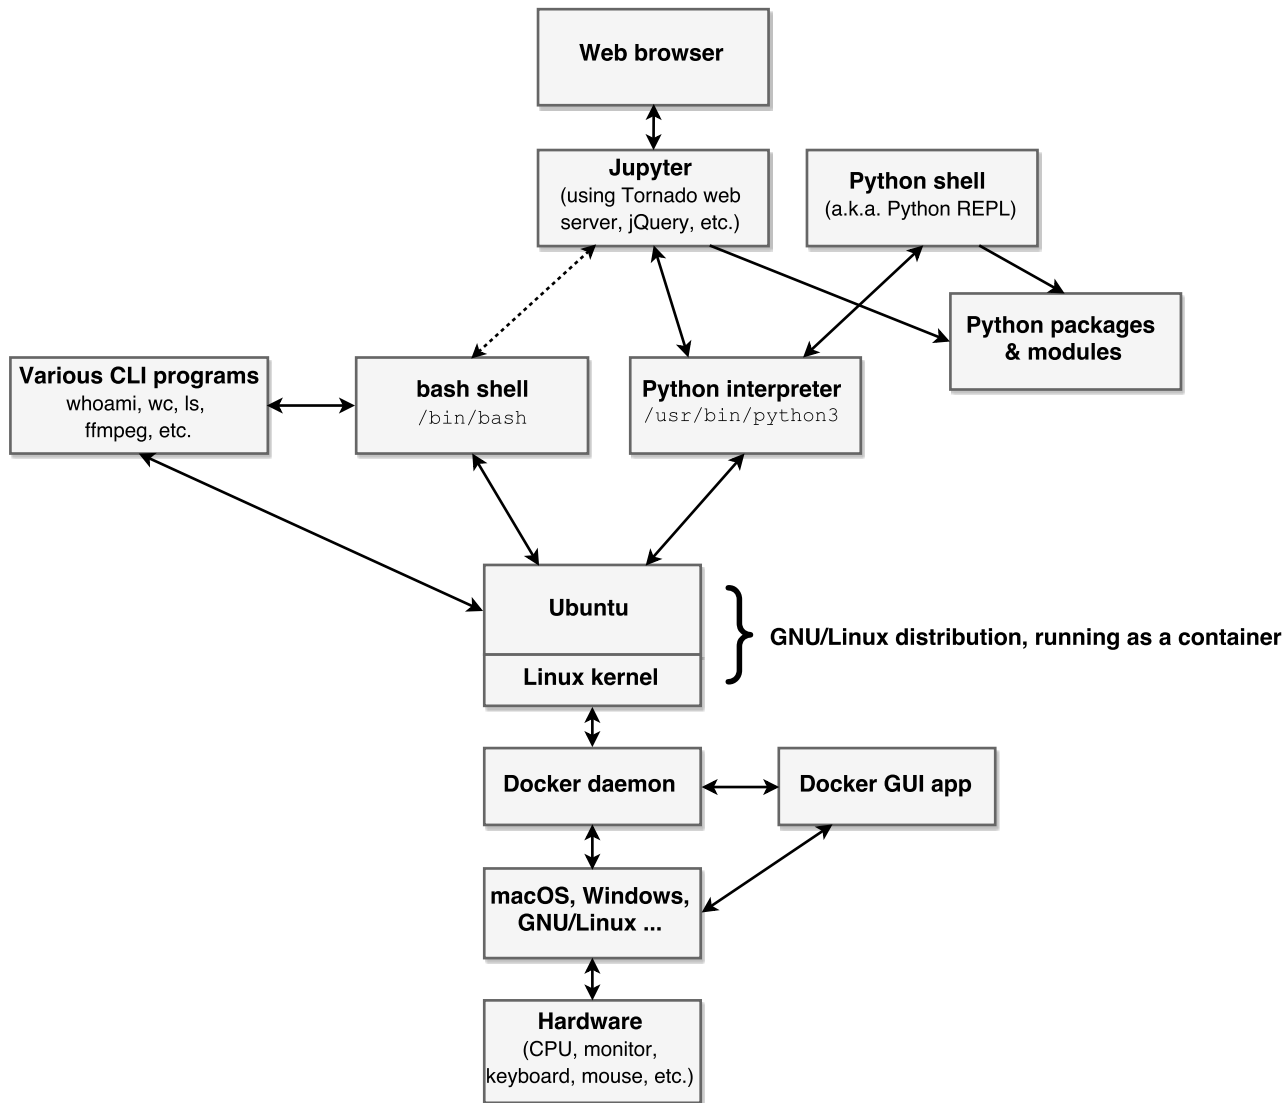 Web browser
Jupyter
(using Tornado web
server, jQuery, etc.)
Python shell
(a.k.a. Python REPL)
Python packages
& modules
Various CLI programs
whoami, wc, ls,
ffmpeg, etc.
bash shell
/bin/bash
Python interpreter
/usr/bin/python3
Ubuntu
Linux kernel
GNU/Linux distribution, running as a container
Docker daemon
Docker GUI app
macOS, Windows,
GNU/Linux ...
Hardware
(CPU, monitor,
keyboard, mouse, etc.)